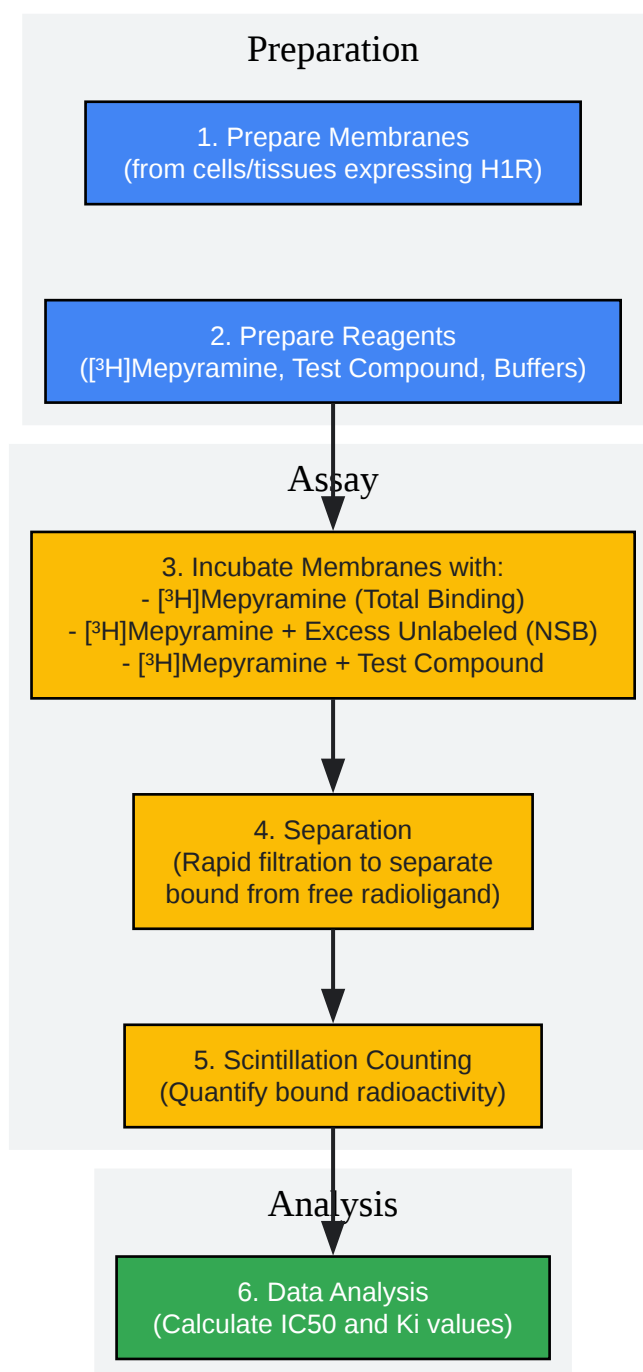 Preparation
1. Prepare Membranes
(from cells/tissues expressing H1R)
2. Prepare Reagents
([³H]Mepyramine, Test Compound, Buffers)
Assay
3. Incubate Membranes with:
- [³H]Mepyramine (Total Binding)
- [³H]Mepyramine + Excess Unlabeled (NSB)
- [³H]Mepyramine + Test Compound
4. Separation
(Rapid filtration to separate
bound from free radioligand)
5. Scintillation Counting
(Quantify bound radioactivity)
Analysis
6. Data Analysis
(Calculate IC50 and Ki values)